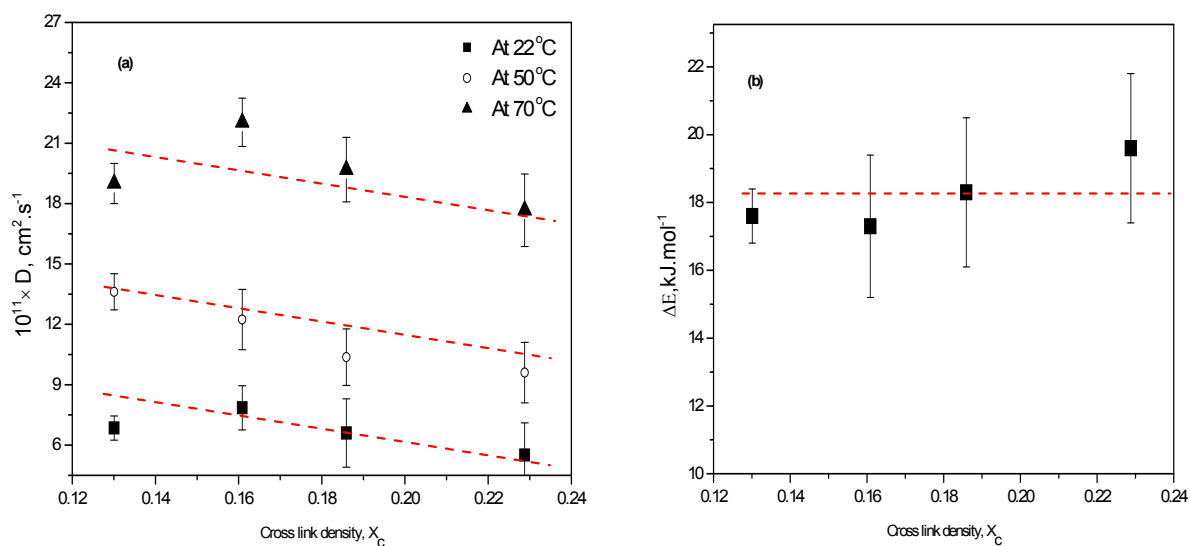 27
24
21
18
15
12
9
6
10¹¹× D, cm².s⁻¹
(a)
At 22°C
At 50°C
At 70°C
0.12 0.14 0.16 0.18 0.20 0.22 0.24
Cross link density, X_c
24
22
20
18
16
14
12
10
ΔE,kJ.mol⁻¹
(b)
0.12 0.14 0.16 0.18 0.20 0.22 0.24
Cross link density, X_c